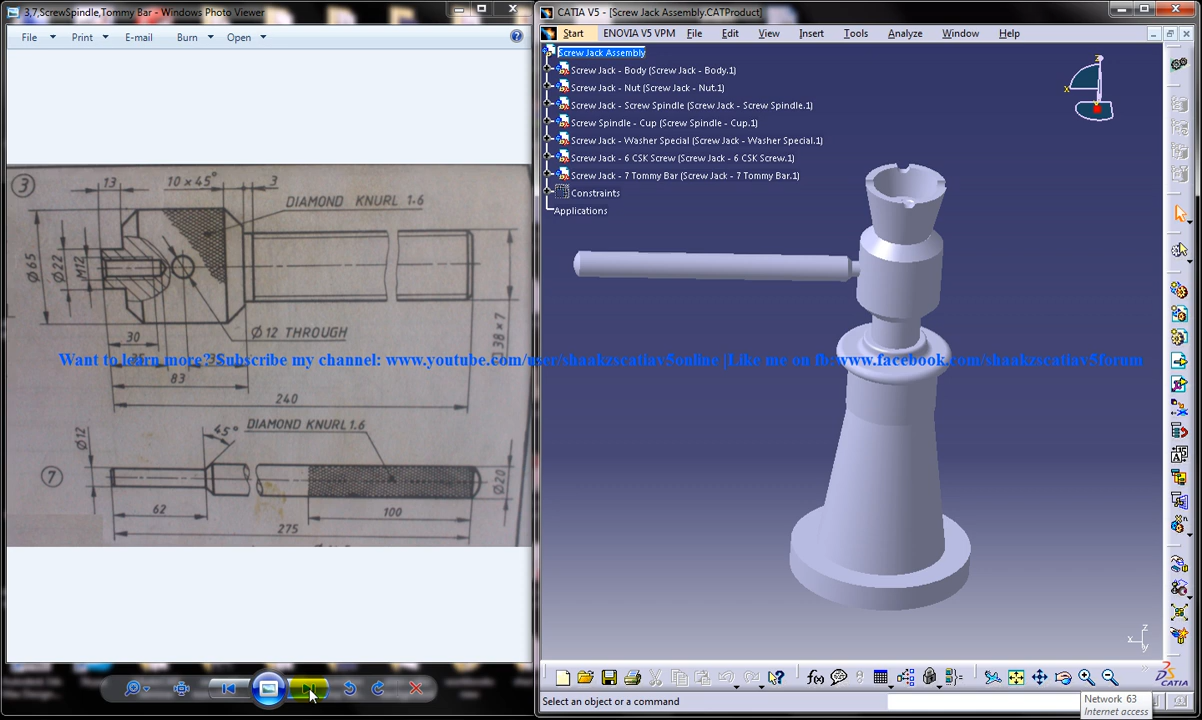 3,7,ScrewSpindle,Tommy Bar - Windows Photo Viewer
File Print E-mail Burn Open
3
13
10 x 45°
3
DIAMOND KNURL 1.6
Ø65
Ø22
M12
Ø 12 THROUGH
30
38 x 7
83
240
DIAMOND KNURL 1.6
Ø12
45°
7
Ø20
62
100
275
Want to learn more? Subscribe my channel: www.youtube.com/user/shaakzscatiav5online |Like me on fb:www.facebook.com/shaakzscatiav5forum
CATIA V5 - [Screw Jack Assembly.CATProduct]
Start ENOVIA V5 VPM File Edit View Insert Tools Analyze Window Help
Screw Jack Assembly
Screw Jack - Body (Screw Jack - Body.1)
Screw Jack - Nut (Screw Jack - Nut.1)
Screw Jack - Screw Spindle (Screw Jack - Screw Spindle.1)
Screw Spindle - Cup (Screw Spindle - Cup.1)
Screw Jack - Washer Special (Screw Jack - Washer Special.1)
Screw Jack - 6 CSK Screw (Screw Jack - 6 CSK Screw.1)
Screw Jack - 7 Tommy Bar (Screw Jack - 7 Tommy Bar.1)
Constraints
Applications
z
x
z
x
y
f(x)
CATIA
Select an object or a command
Network 63
Internet access